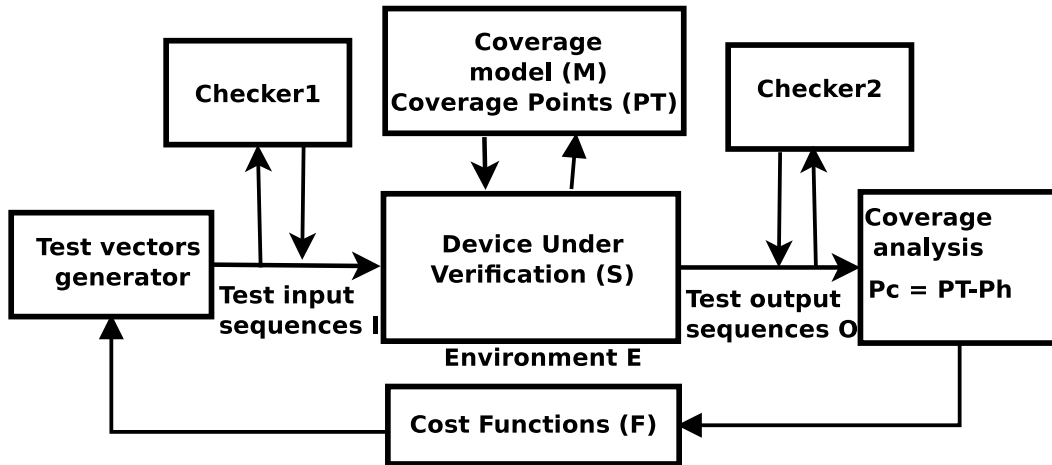 Checker1
Coverage
model (M)
Coverage Points (PT)
Checker2
Test vectors
generator
Test input
sequences I
Device Under
Verification (S)
Environment E
Test output
sequences O
Coverage
analysis
Pc = PT-Ph
Cost Functions (F)